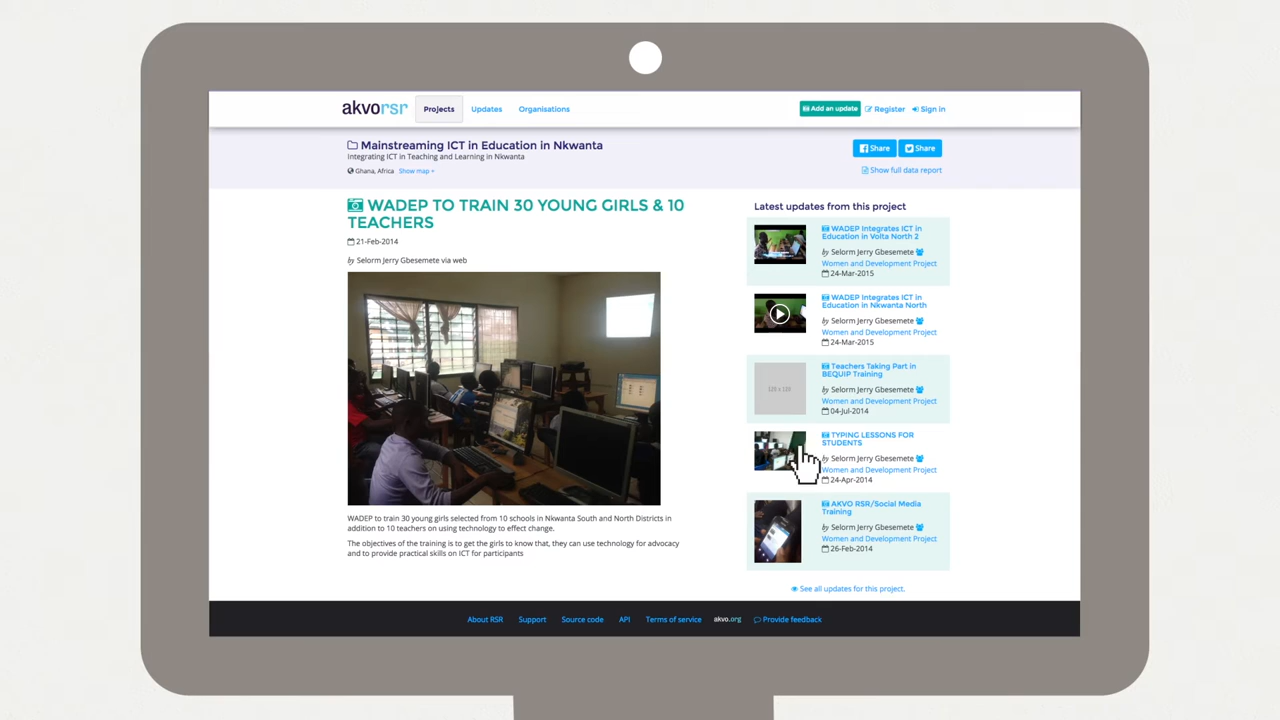 akvorsr
Projects
Updates
Organisations
Add an update
Register
Sign in
Mainstreaming ICT in Education in Nkwanta
Integrating ICT in Teaching and Learning in Nkwanta
Ghana, Africa Show map +
Share
Share
Show full data report
WADEP TO TRAIN 30 YOUNG GIRLS & 10
TEACHERS
21-Feb-2014
by Selorm Jerry Gbesemete via web
WADEP to train 30 young girls selected from 10 schools in Nkwanta South and North Districts in
addition to 10 teachers on using technology to effect change.
The objectives of the training is to get the girls to know that, they can use technology for advocacy
and to provide practical skills on ICT for participants
Latest updates from this project
WADEP Integrates ICT in
Education in Volta North 2
by Selorm Jerry Gbesemete
Women and Development Project
24-Mar-2015
WADEP Integrates ICT in
Education in Nkwanta North
by Selorm Jerry Gbesemete
Women and Development Project
24-Mar-2015
120 x 120
Teachers Taking Part in
BEQUIP Training
by Selorm Jerry Gbesemete
Women and Development Project
04-Jul-2014
TYPING LESSONS FOR
STUDENTS
by Selorm Jerry Gbesemete
Women and Development Project
24-Apr-2014
AKVO RSR/Social Media
Training
by Selorm Jerry Gbesemete
Women and Development Project
26-Feb-2014
See all updates for this project.
About RSR
Support
Source code
API
Terms of service
akvo.org
Provide feedback